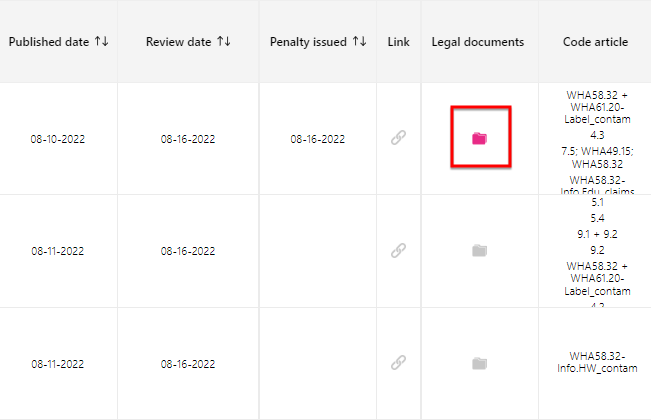 Published date ↑↓ Review date ↑↓ Penalty issued ↑↓ Link Legal documents Code article
WHA58.32 +
WHA61.20-
Label_contam
08-10-2022 08-16-2022 08-16-2022 4.3
7.5; WHA49.15;
WHA58.32
WHA58.32-
Info.Edu_claims
5.1
5.4
9.1 + 9.2
08-11-2022 08-16-2022 9.2
WHA58.32 +
WHA61.20-
Label_contam
4.2
08-11-2022 08-16-2022 WHA58.32-
Info.HW_contam